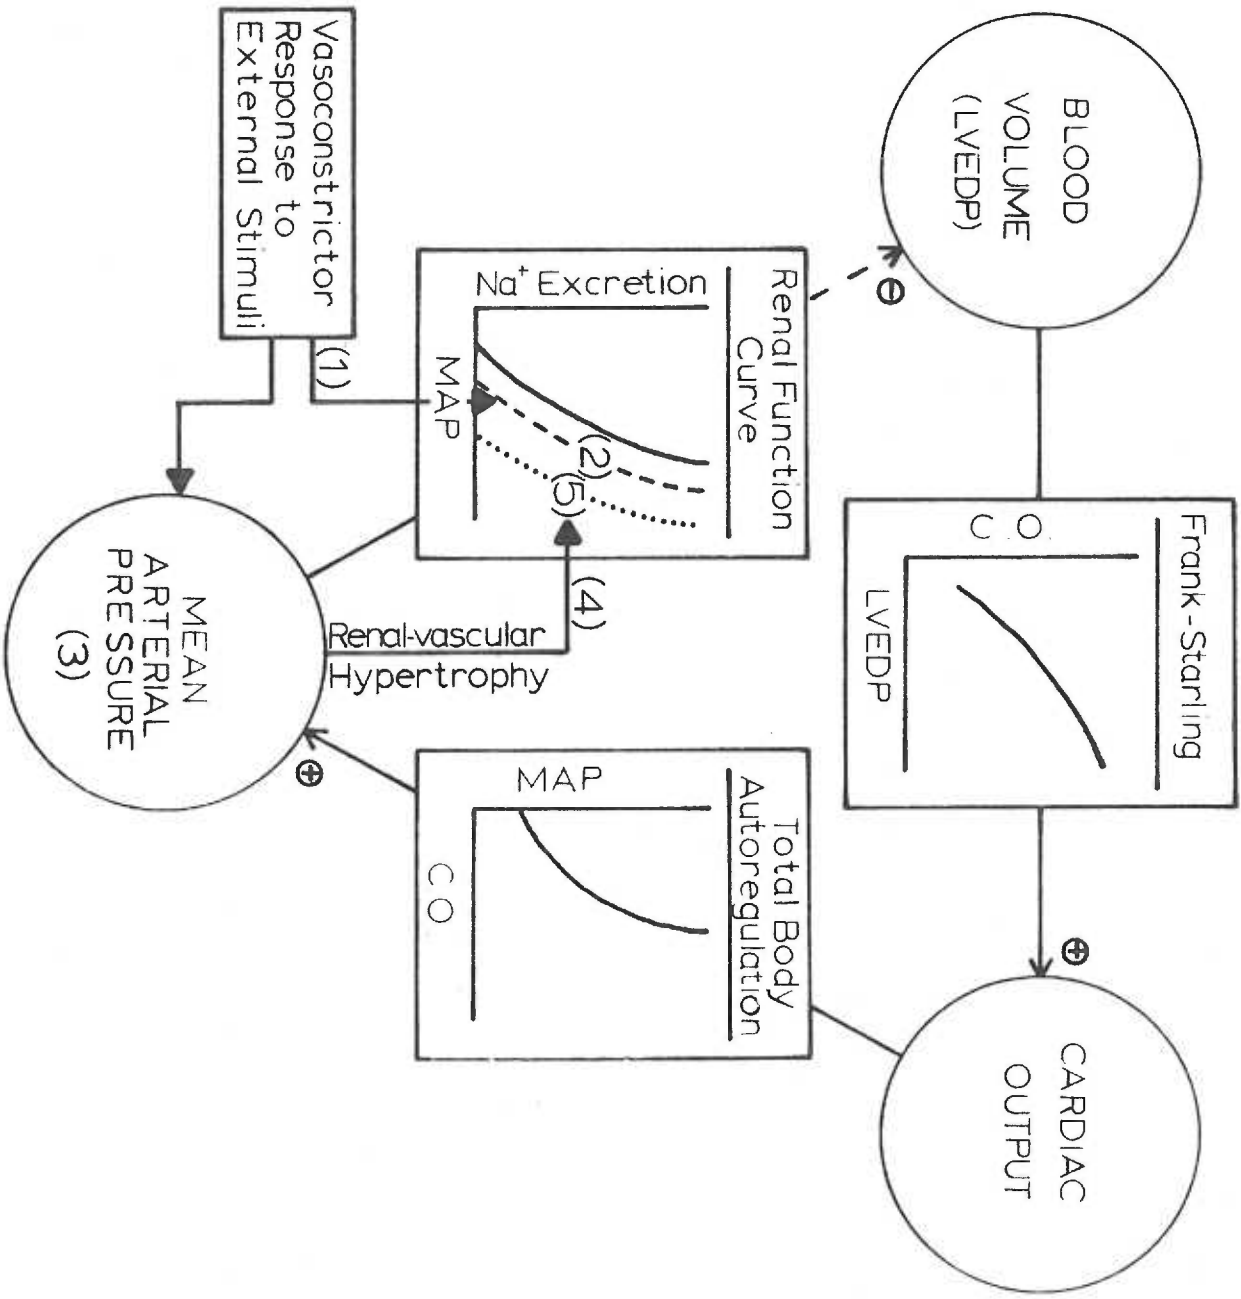 BLOOD
VOLUME
(LVEDP)
Frank-Starling
C.O.
LVEDP
⊕
CARDIAC
OUTPUT
⊖
Renal Function
Curve
Na⁺ Excretion
MAP
(2)
(5)
Total Body
Autoregulation
MAP
C.O.
(1)
(4)
Renal-vascular
Hypertrophy
⊕
Vasoconstrictor
Response to
External Stimuli
MEAN
ARTERIAL
PRESSURE
(3)